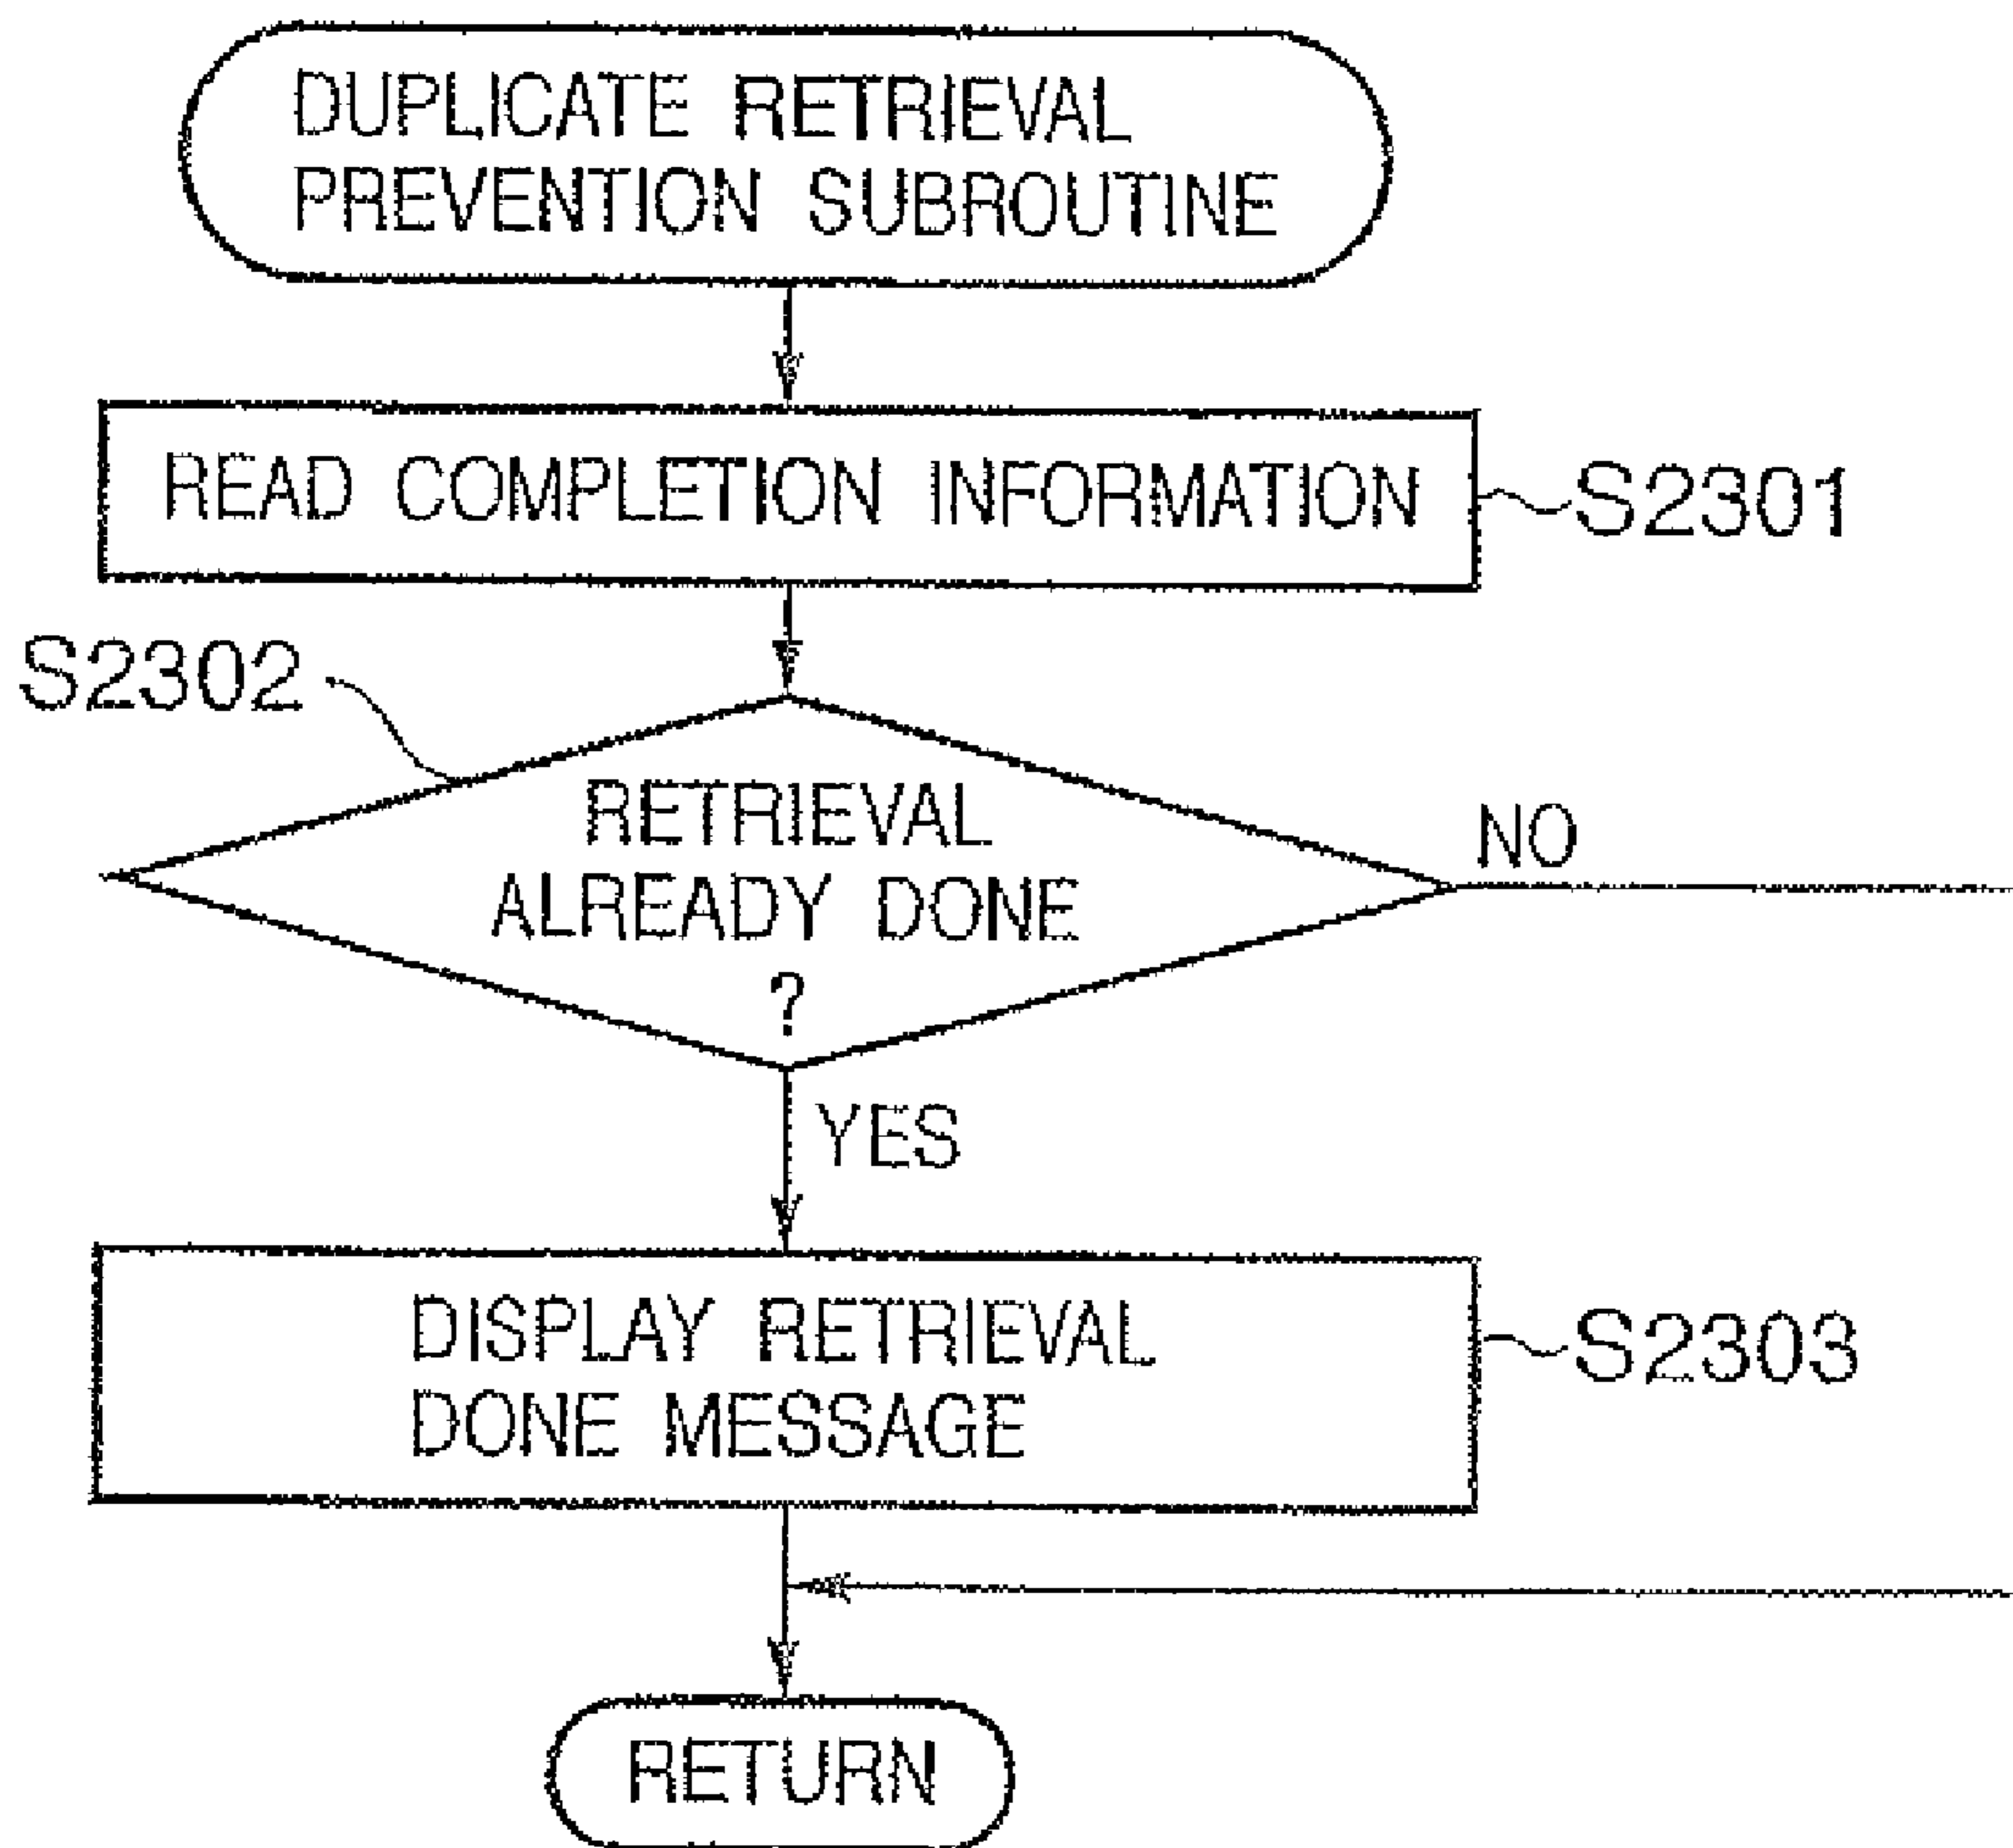 DUPLICATE RETRIEVAL
PREVENTION SUBROUTINE
READ COMPLETION INFORMATION
S2301
S2302
RETRIEVAL
ALREADY DONE
?
NO
YES
DISPLAY RETRIEVAL
DONE MESSAGE
S2303
RETURN